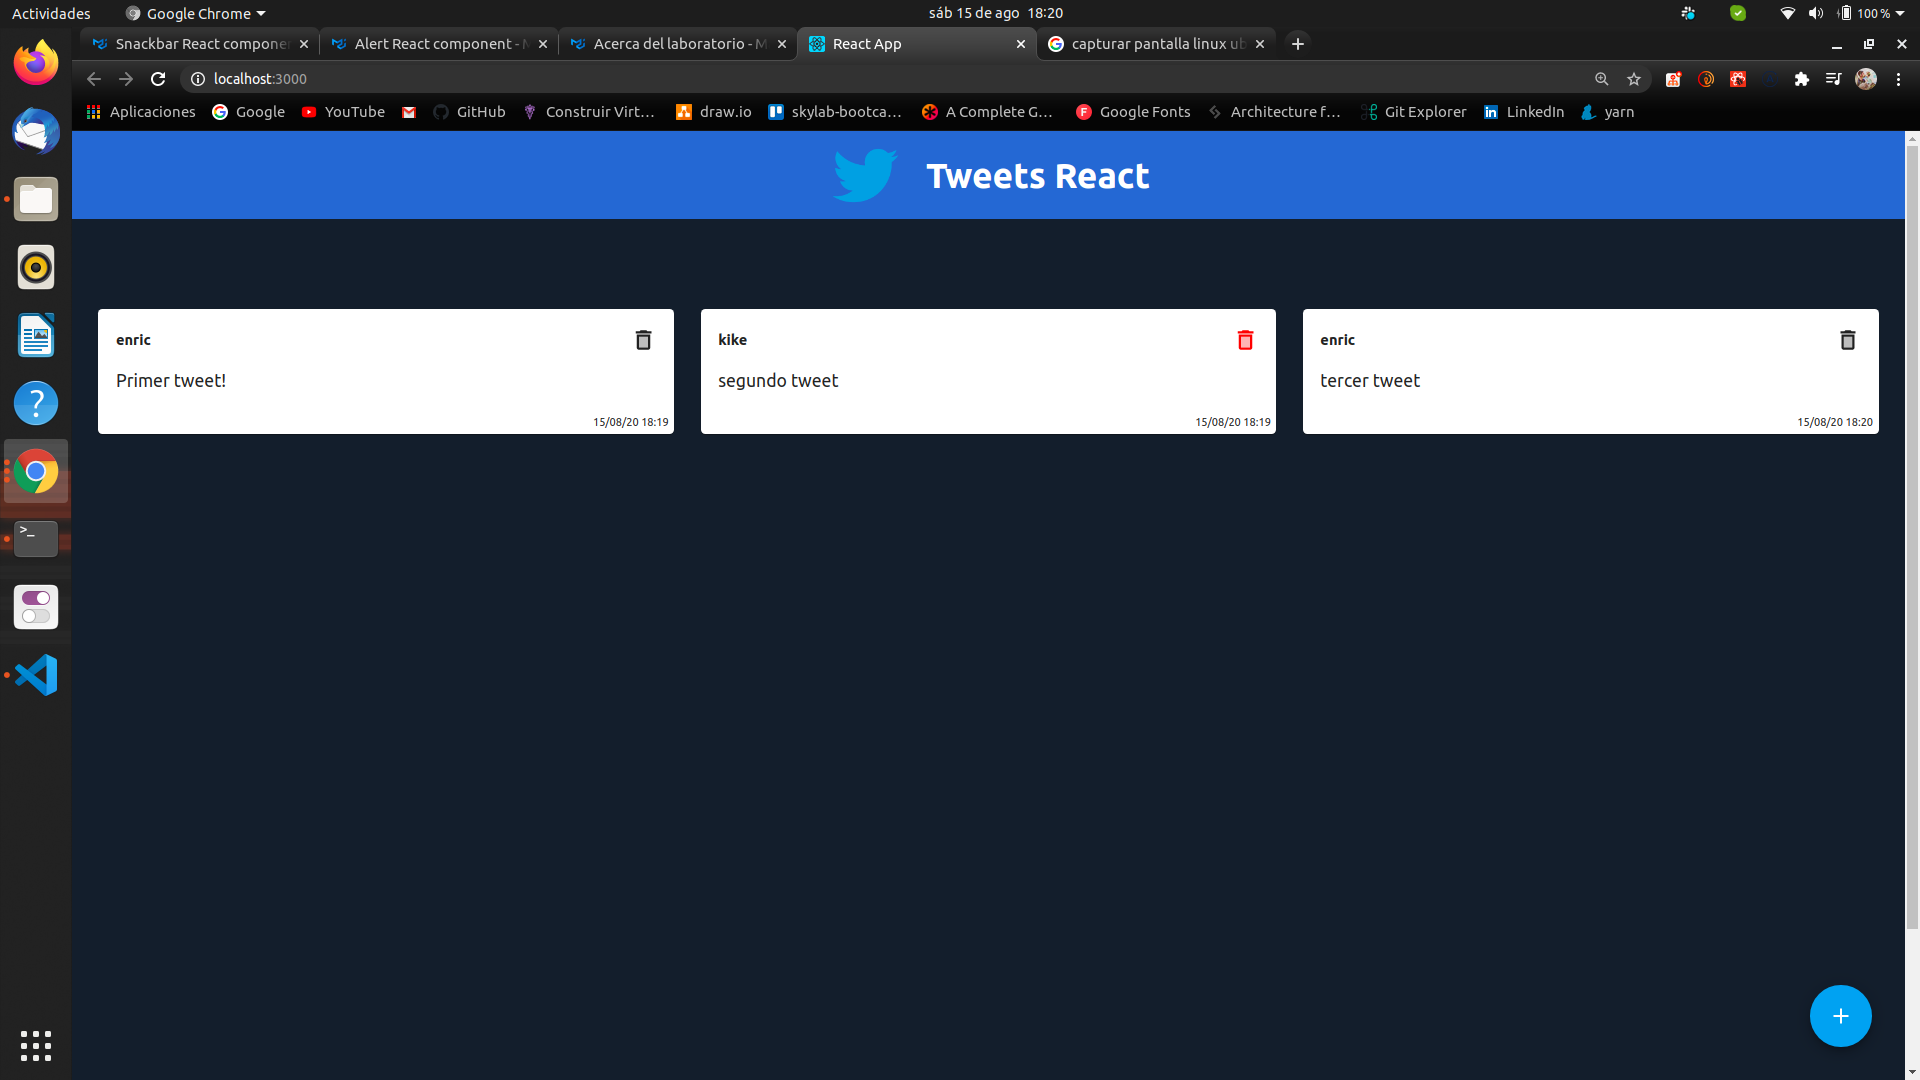 Actividades
Google Chrome
sáb 15 de ago 18:20
100 %
Snackbar React compone
Alert React component -
Acerca del laboratorio - M
React App
capturar pantalla linux ub
localhost:3000
Aplicaciones
Google
YouTube
GitHub
Construir Virt...
draw.io
skylab-bootca...
A Complete G...
Google Fonts
Architecture f...
Git Explorer
LinkedIn
yarn
Tweets React
enric
Primer tweet!
15/08/20 18:19
kike
segundo tweet
15/08/20 18:19
enric
tercer tweet
15/08/20 18:20